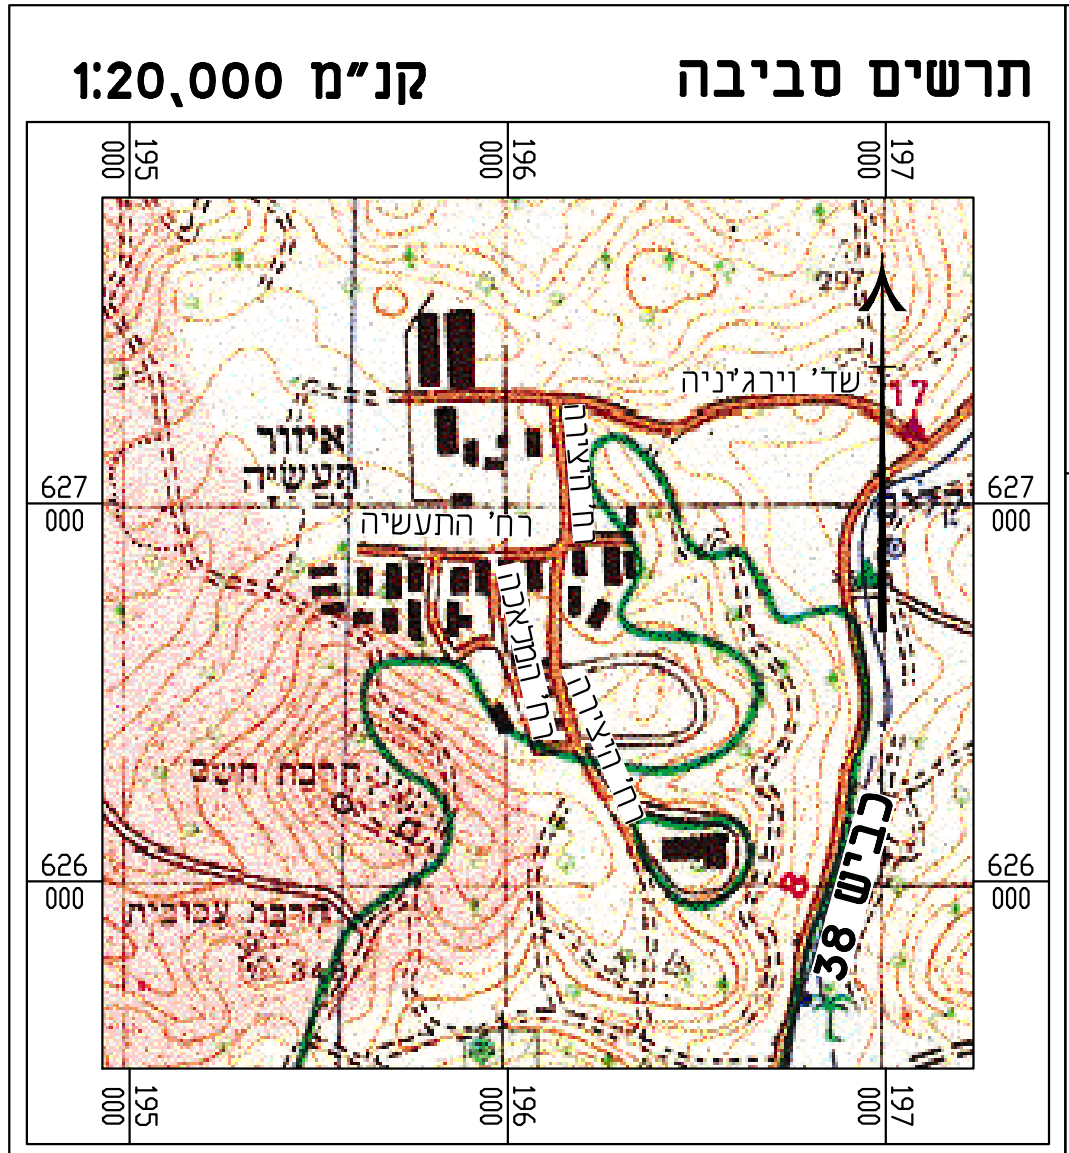 תרשים סביבה
קנ"מ 1:20,000
195
000
196
000
197
000
297
שד' וירג'יניה
17
רח' היצירה
איזור
תעשיה
627
000
627
000
רח' התעשיה
רח' המלאכה
רח' היצירה
626
000
626
000
8
כביש 38
195
000
196
000
197
000